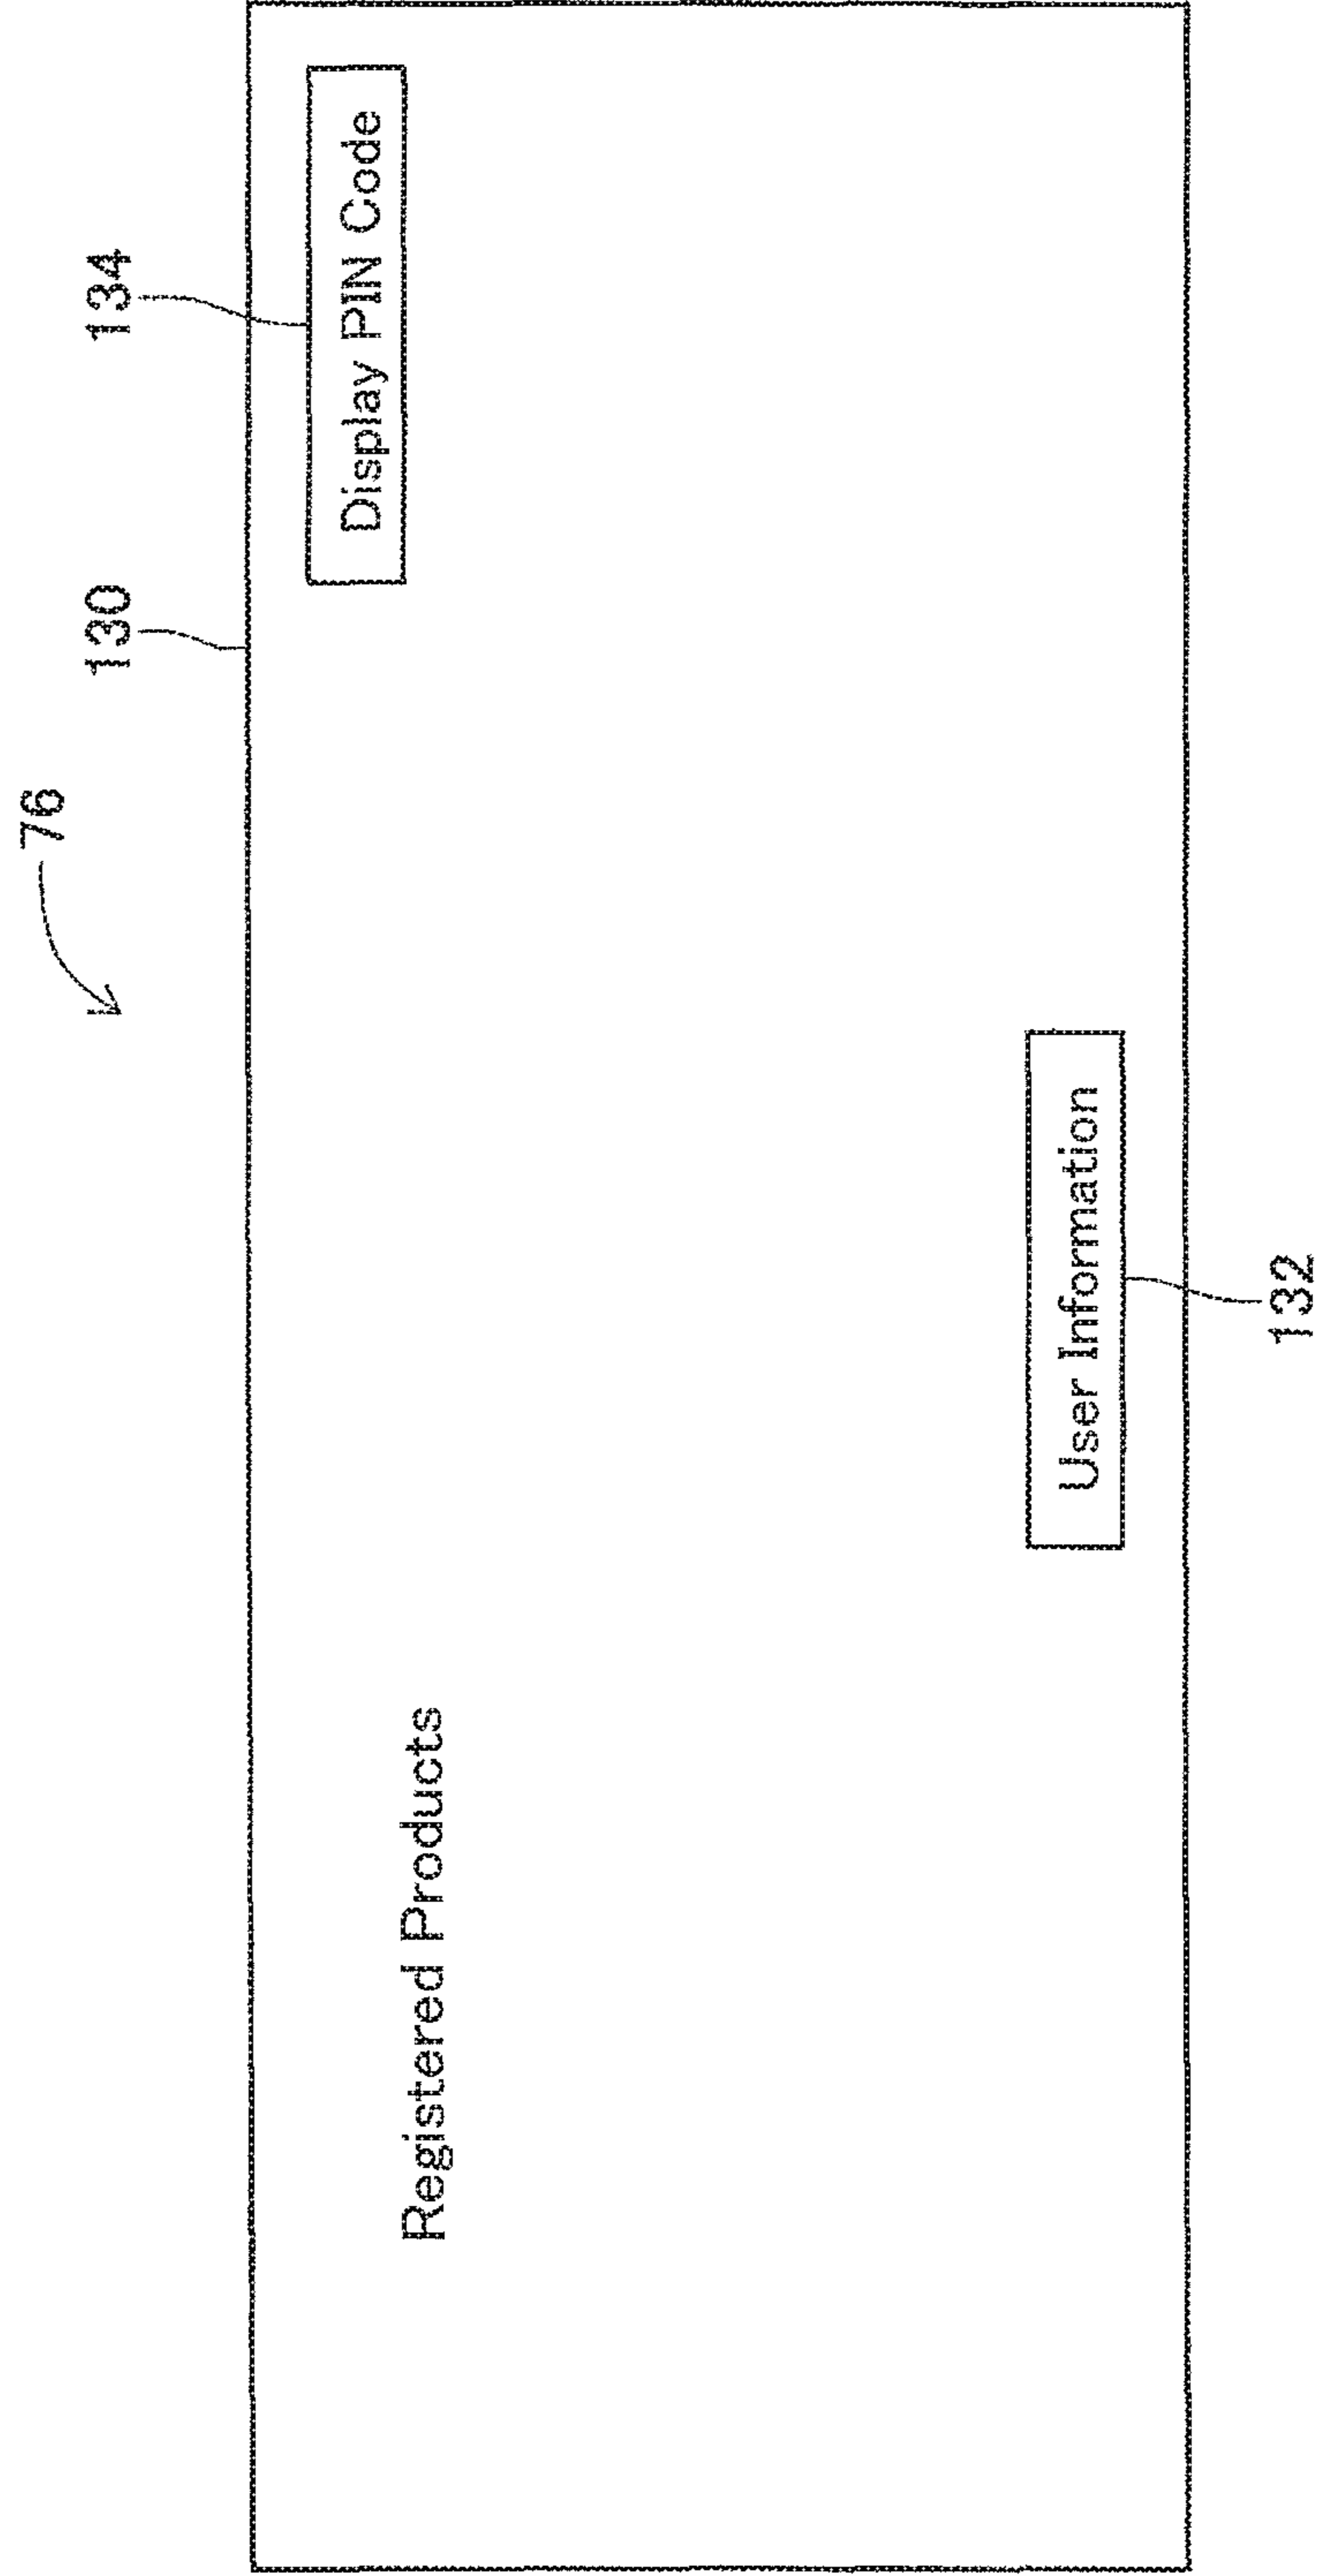 76
130
134
Display PIN Code
Registered Products
User Information
132